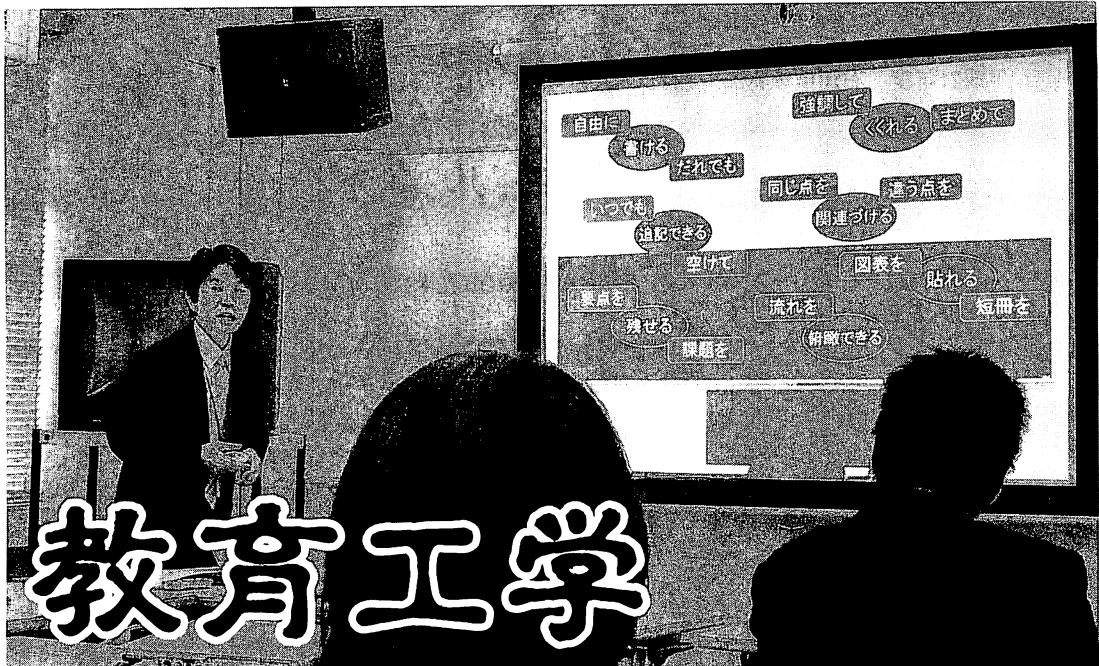 自由に
書ける
だれでも
強調して
くくれる
まとめて
いつでも
追記できる
空けて
同じ点を
関連づける
違う点を
要点を
残せる
課題を
流れを
俯瞰できる
図表を
貼れる
短冊を
教育工学